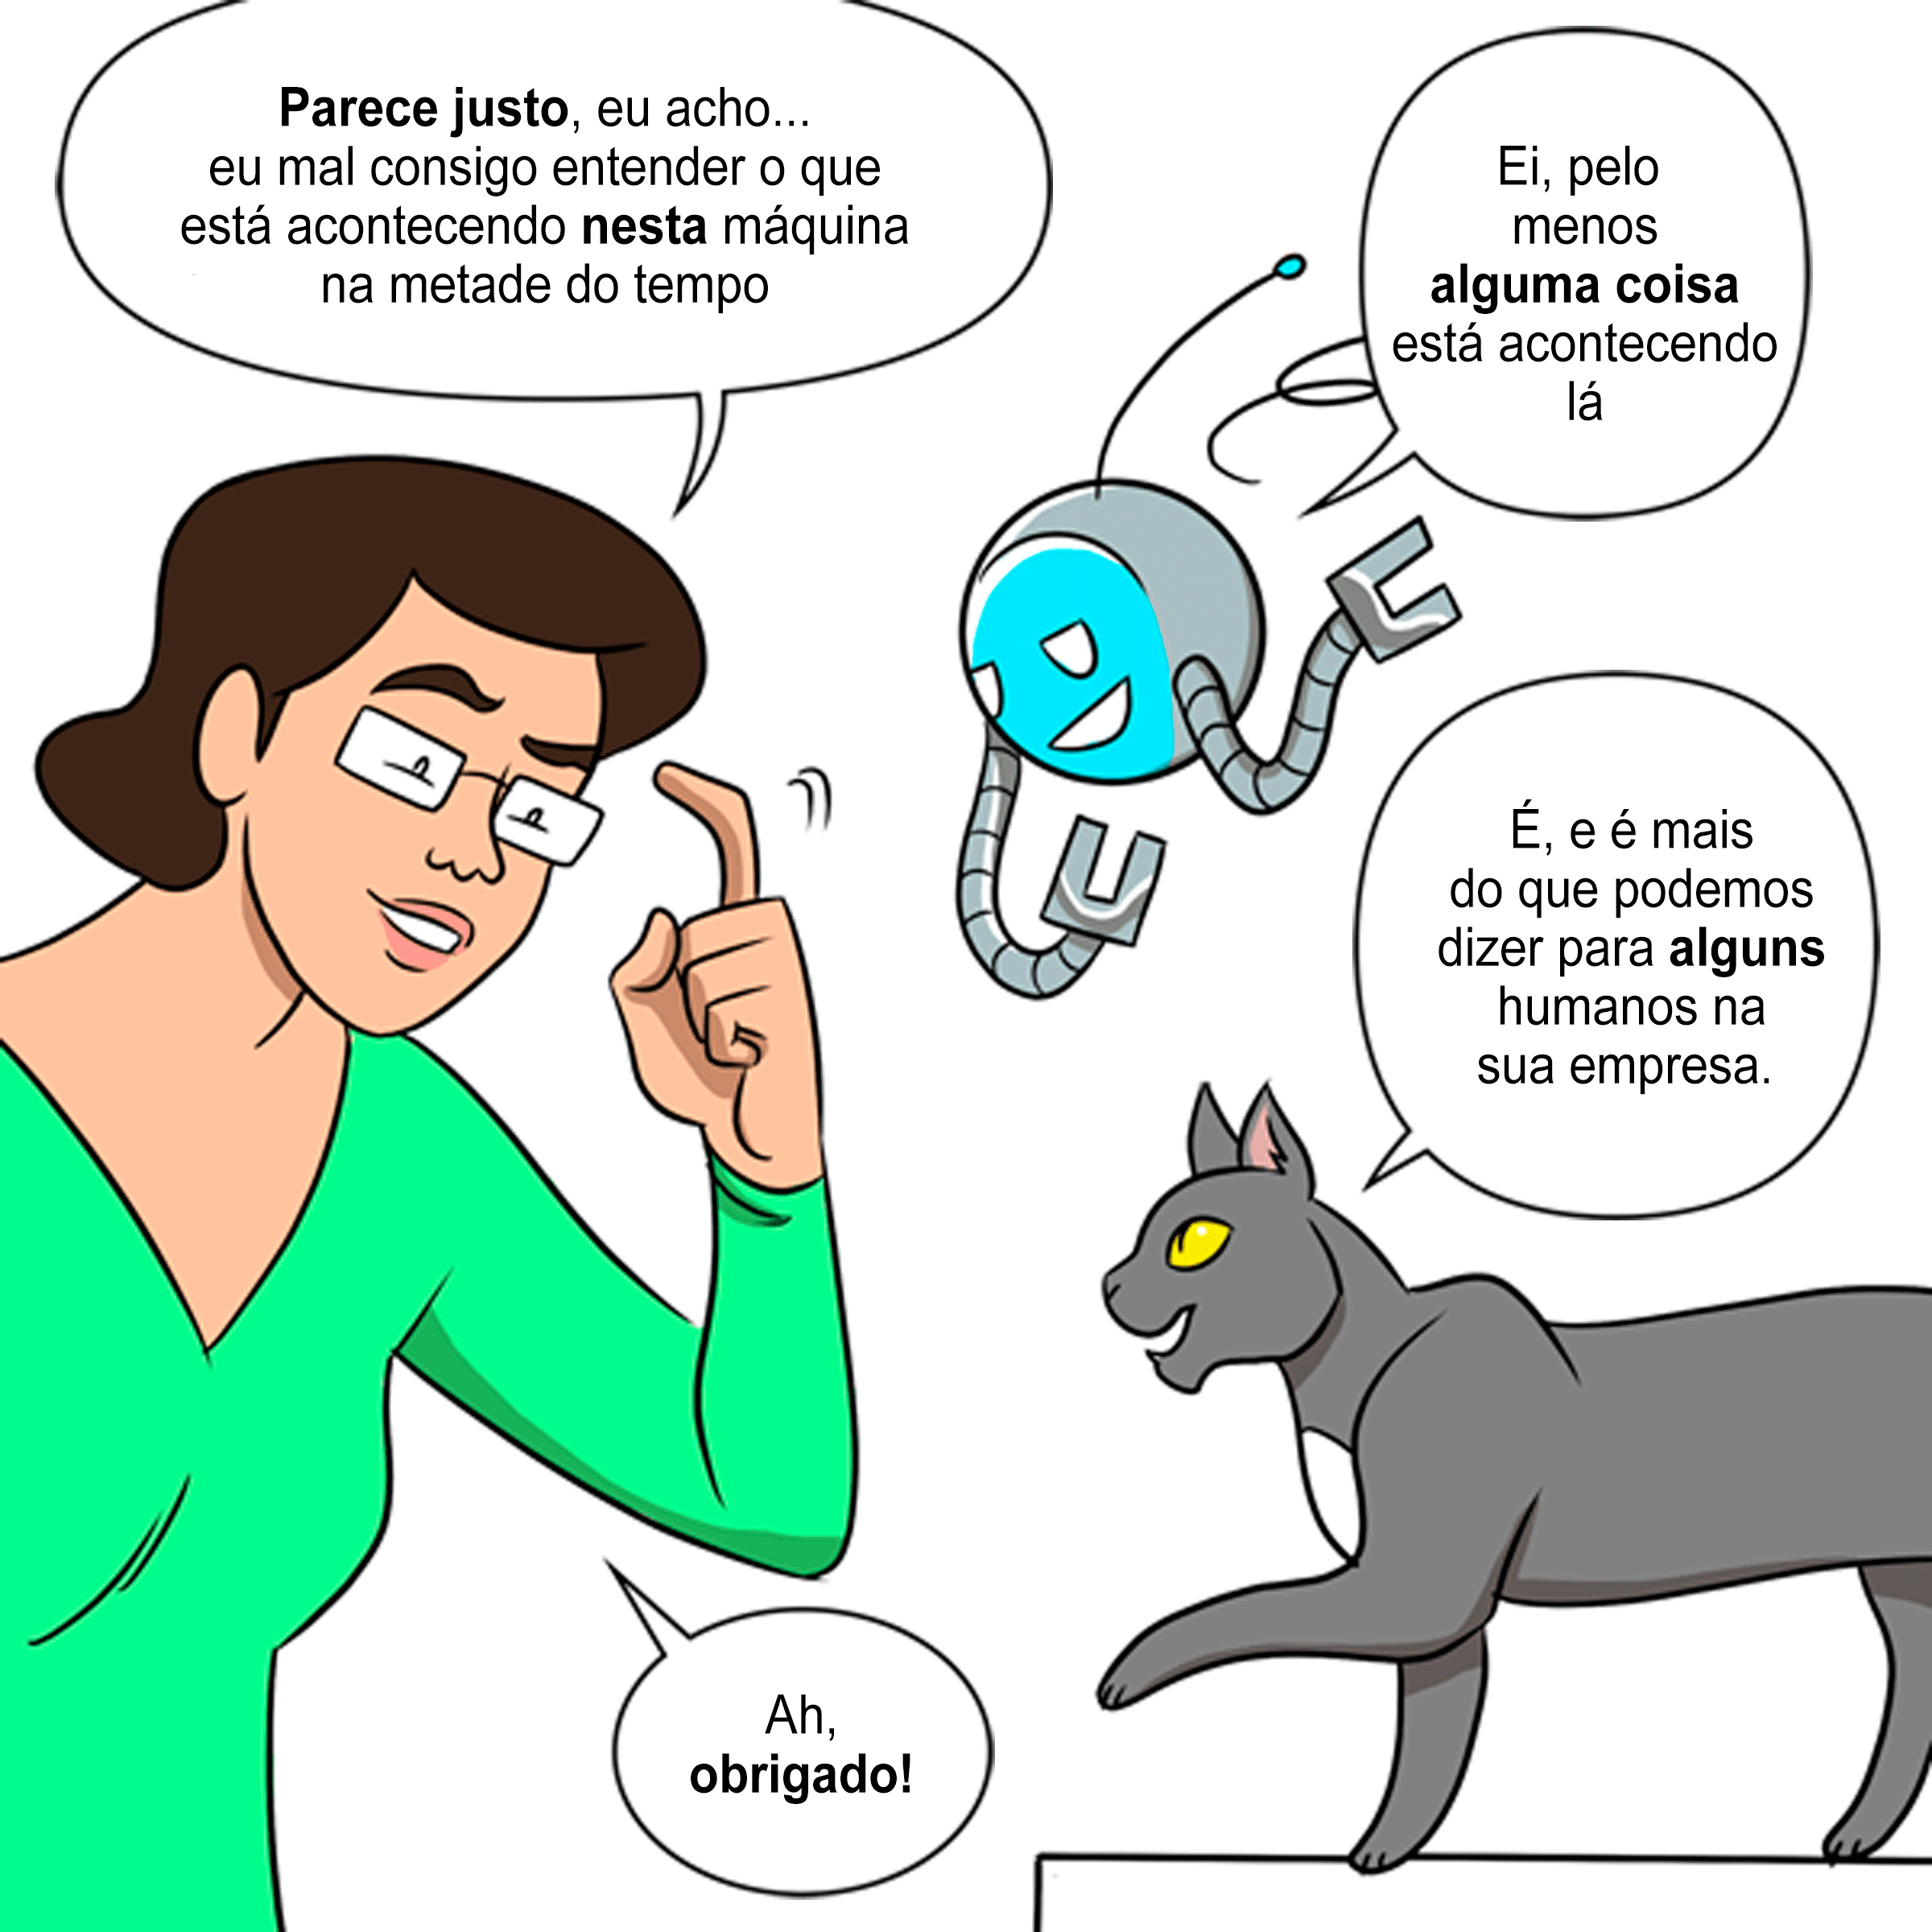 Parece justo, eu acho...
eu mal consigo entender o que
está acontecendo nesta máquina
na metade do tempo
Ei, pelo
menos
alguma coisa
está acontecendo
lá
É, e é mais
do que podemos
dizer para alguns
humanos na
sua empresa.
Ah,
obrigado!